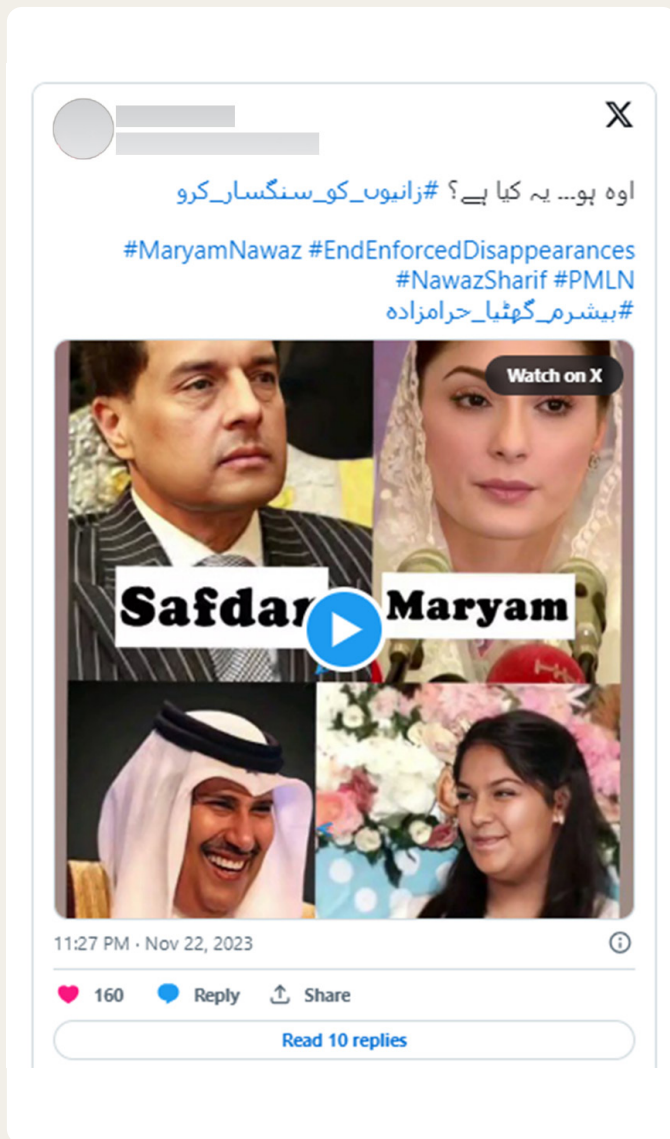 اوہ ہو... یہ کیا ہے؟ #زانیوں_کو_سنگسار_کرو
#MaryamNawaz #EndEnforcedDisappearances
#NawazSharif #PMLN
#بیشرم_گھٹیا_حرامزادہ
Watch on X
Safdar
Maryam
11:27 PM · Nov 22, 2023
160 Reply Share
Read 10 replies